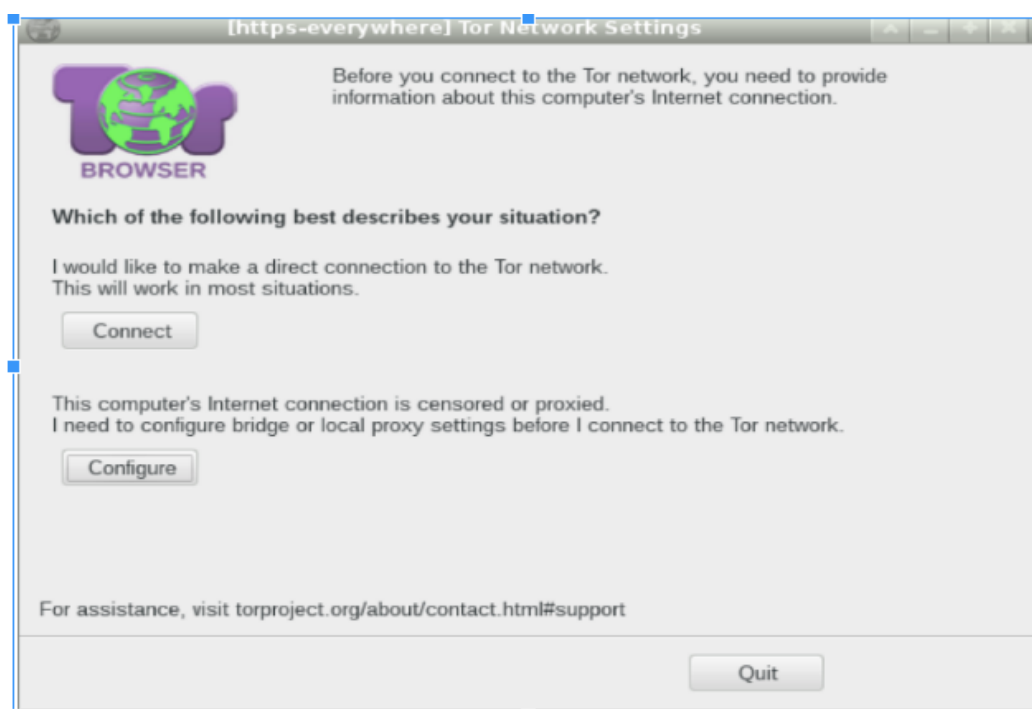 [https-everywhere] Tor Network Settings
Tor
BROWSER
Before you connect to the Tor network, you need to provide
information about this computer's Internet connection.
Which of the following best describes your situation?
I would like to make a direct connection to the Tor network.
This will work in most situations.
Connect
This computer's Internet connection is censored or proxied.
I need to configure bridge or local proxy settings before I connect to the Tor network.
Configure
For assistance, visit torproject.org/about/contact.html#support
Quit